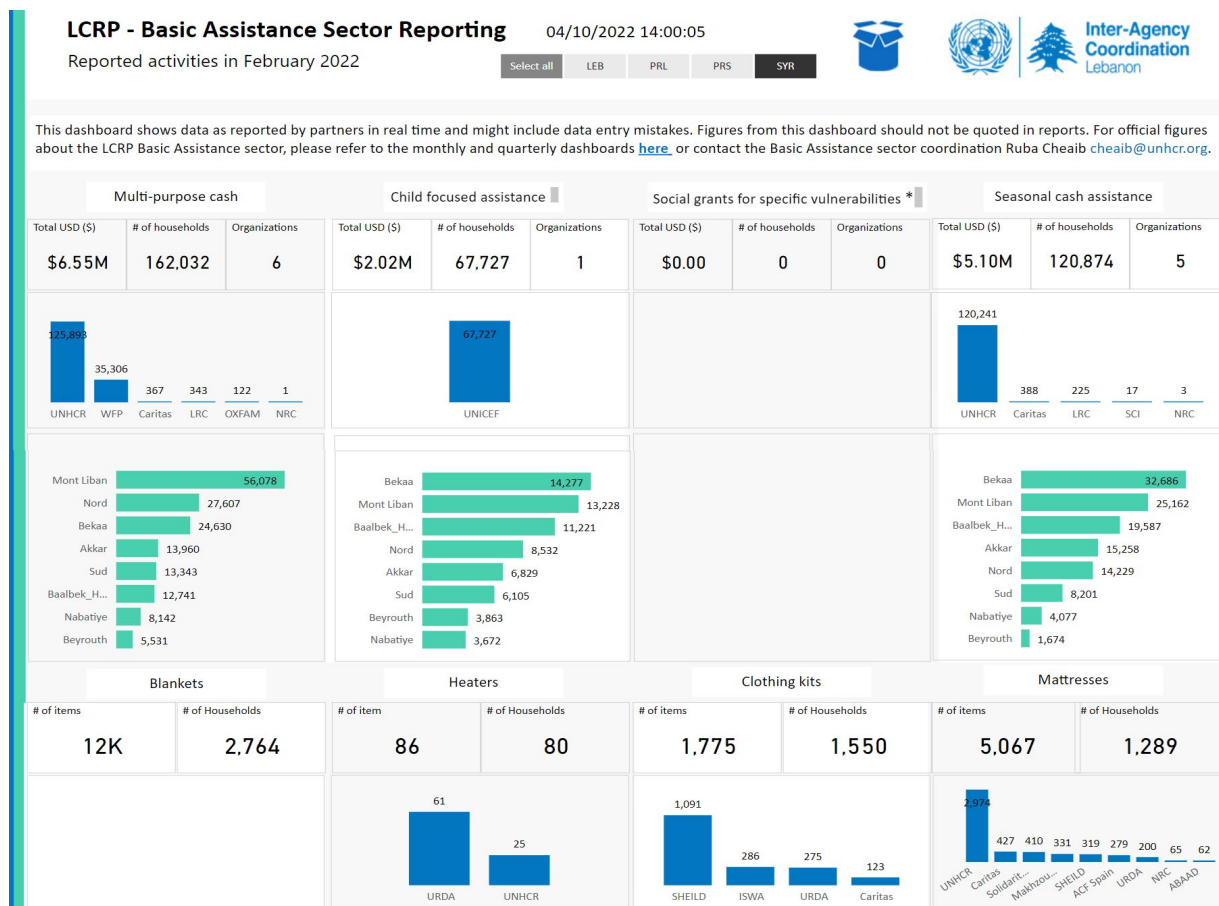 LCRP - Basic Assistance Sector Reporting
04/10/2022 14:00:05
Reported activities in February 2022
Select all LEB PRL PRS SYR
Inter-Agency
Coordination
Lebanon
This dashboard shows data as reported by partners in real time and might include data entry mistakes. Figures from this dashboard should not be quoted in reports. For official figures
about the LCRP Basic Assistance sector, please refer to the monthly and quarterly dashboards here or contact the Basic Assistance sector coordination Ruba Cheaib cheaib@unhcr.org.
Multi-purpose cash
Total USD ($) # of households Organizations
$6.55M 162,032 6
125,893 35,306 367 343 122 1
UNHCR WFP Caritas LRC OXFAM NRC
Mont Liban 56,078
Nord 27,607
Bekaa 24,630
Akkar 13,960
Sud 13,343
Baalbek_H... 12,741
Nabatiye 8,142
Beyrouth 5,531
Child focused assistance
Total USD ($) # of households Organizations
$2.02M 67,727 1
67,727
UNICEF
Bekaa 14,277
Mont Liban 13,228
Baalbek_H... 11,221
Nord 8,532
Akkar 6,829
Sud 6,105
Beyrouth 3,863
Nabatiye 3,672
Social grants for specific vulnerabilities *
Total USD ($) # of households Organizations
$0.00 0 0
Seasonal cash assistance
Total USD ($) # of households Organizations
$5.10M 120,874 5
120,241 388 225 17 3
UNHCR Caritas LRC SCI NRC
Bekaa 32,686
Mont Liban 25,162
Baalbek_H... 19,587
Akkar 15,258
Nord 14,229
Sud 8,201
Nabatiye 4,077
Beyrouth 1,674
Blankets
# of items # of Households
12K 2,764
Heaters
# of item # of Households
86 80
61 25
URDA UNHCR
Clothing kits
# of items # of Households
1,775 1,550
1,091 286 275 123
SHEILD ISWA URDA Caritas
Mattresses
# of items # of Households
5,067 1,289
2,974 427 410 331 319 279 200 65 62
UNHCR Caritas Solidarit... Makhzou... SHEILD ACF Spain URDA NRC ABAAD